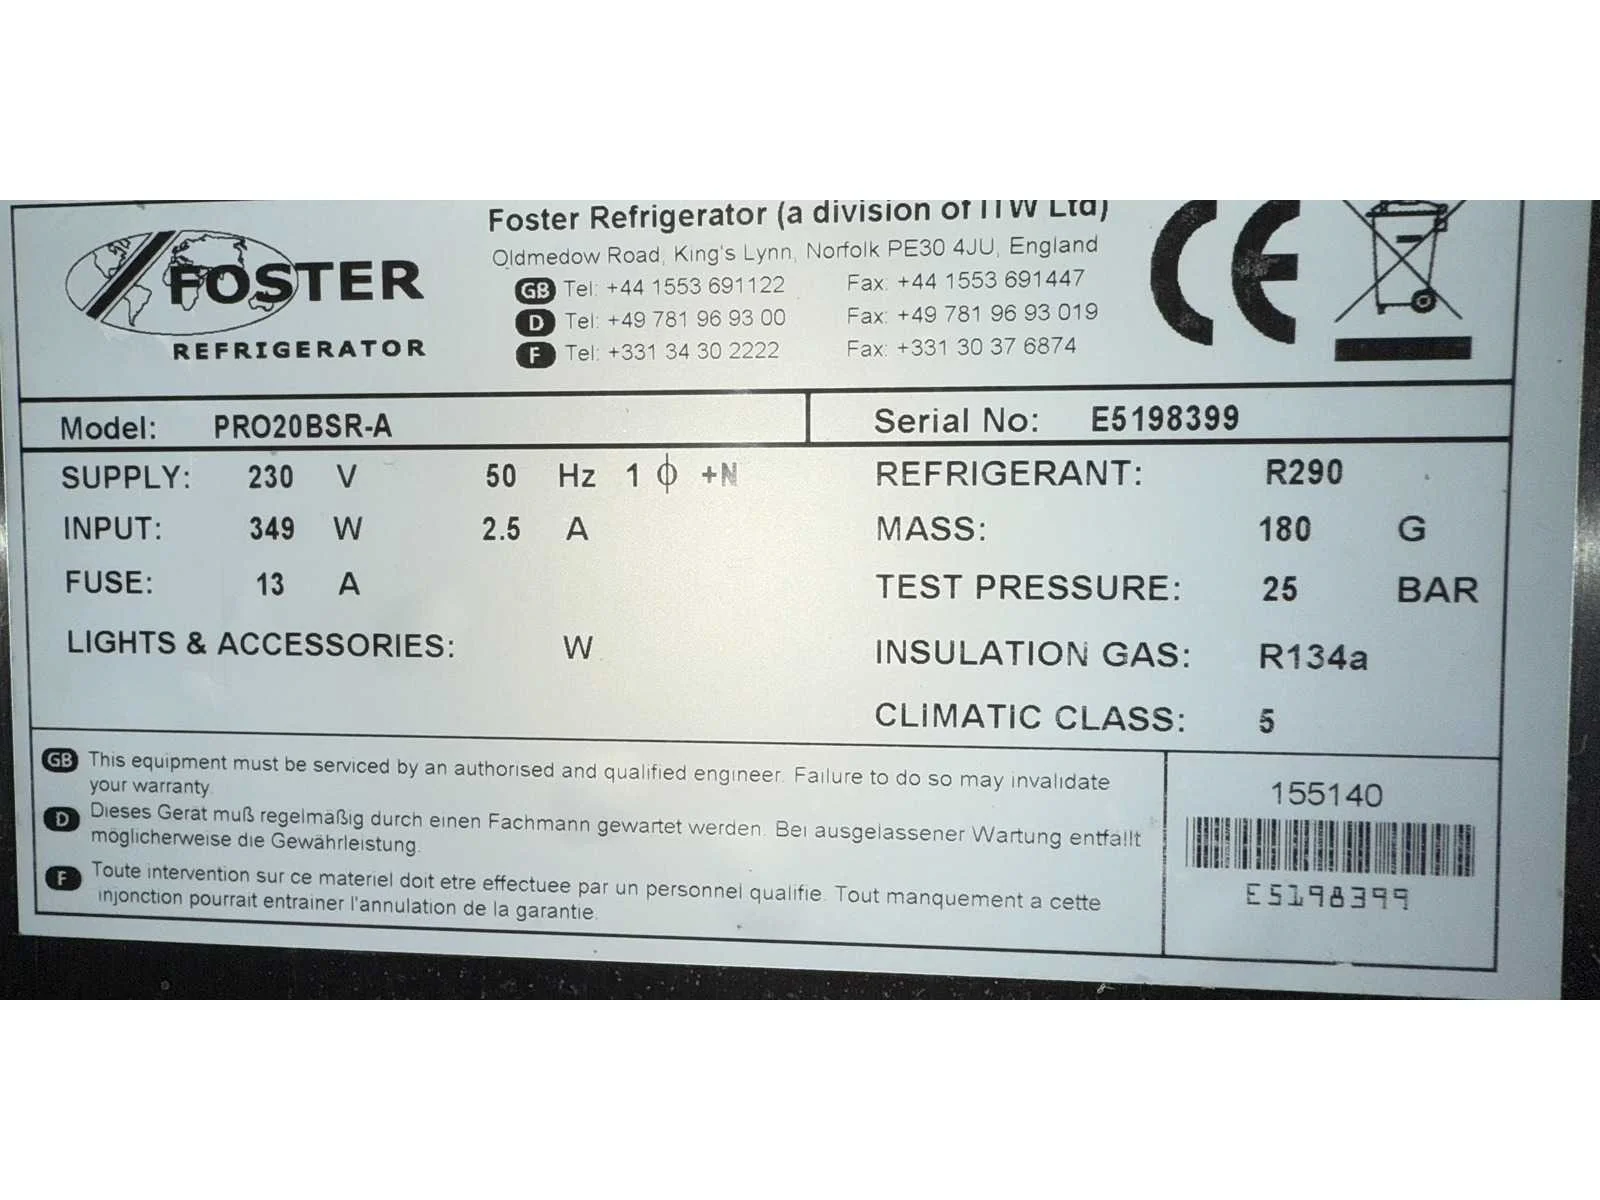 FOSTER
REFRIGERATOR
Foster Refrigerator (a division of ITW Ltd)
Oldmedow Road, King's Lynn, Norfolk PE30 4JU, England
GB Tel: +44 1553 691122 Fax: +44 1553 691447
D Tel: +49 781 96 93 00 Fax: +49 781 96 93 019
F Tel: +331 34 30 2222 Fax: +331 30 37 6874
CE
Model: PRO20BSR-A Serial No: E5198399
SUPPLY: 230 V 50 Hz 1 ϕ +N REFRIGERANT: R290
INPUT: 349 W 2.5 A MASS: 180 G
FUSE: 13 A TEST PRESSURE: 25 BAR
LIGHTS & ACCESSORIES: W INSULATION GAS: R134a
CLIMATIC CLASS: 5
GB This equipment must be serviced by an authorised and qualified engineer. Failure to do so may invalidate
your warranty.
D Dieses Gerät muß regelmäßig durch einen Fachmann gewartet werden. Bei ausgelassener Wartung entfällt
möglicherweise die Gewährleistung.
F Toute intervention sur ce materiel doit etre effectuee par un personnel qualifie. Tout manquement a cette
injonction pourrait entrainer l'annulation de la garantie.
155140
E5198399